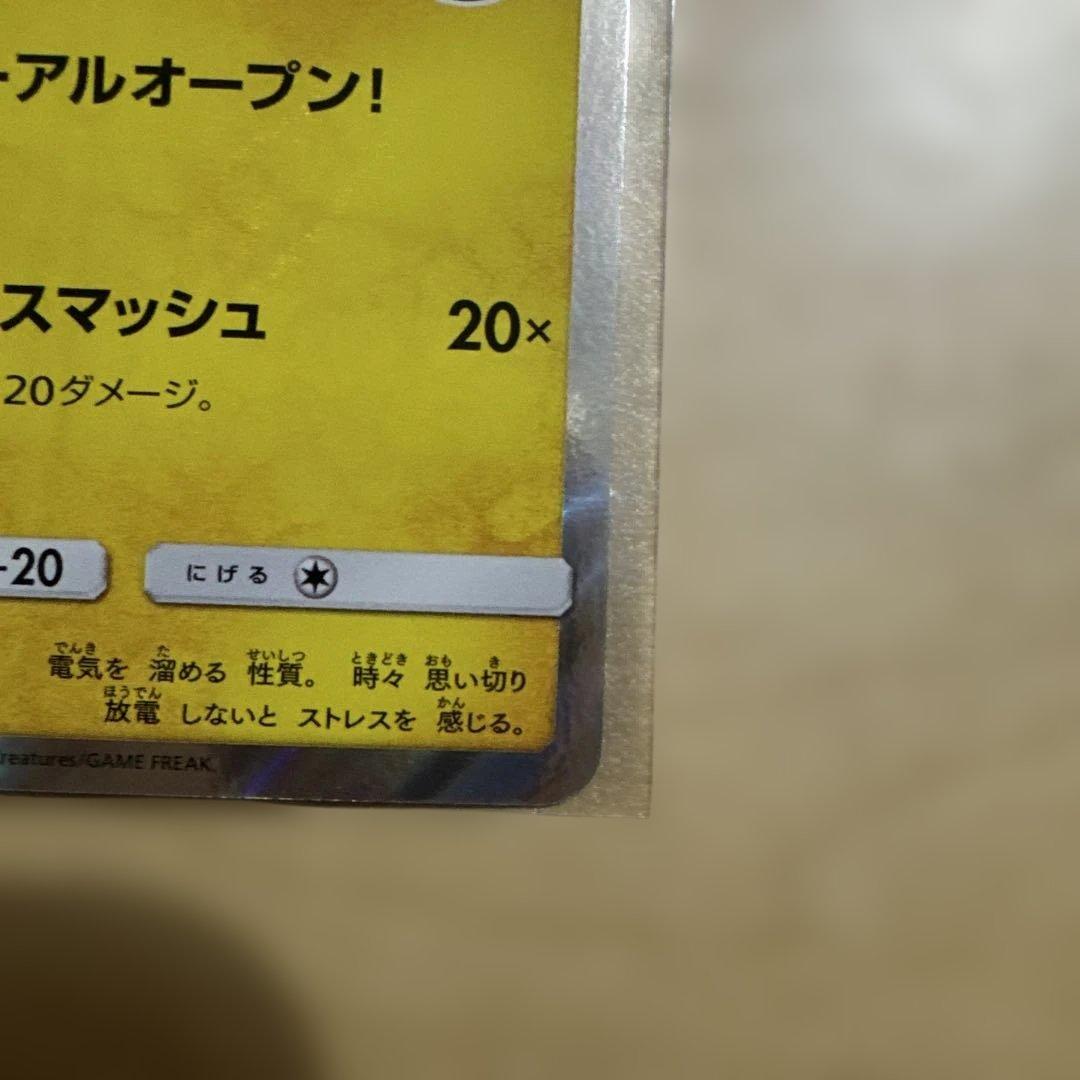 ーアルオープン!
スマッシュ 20×
20ダメージ。
-20 にげる
電気を 溜める 性質。 時々 思い切り
放電 しないと ストレスを 感じる。
reatures/GAME FREAK.